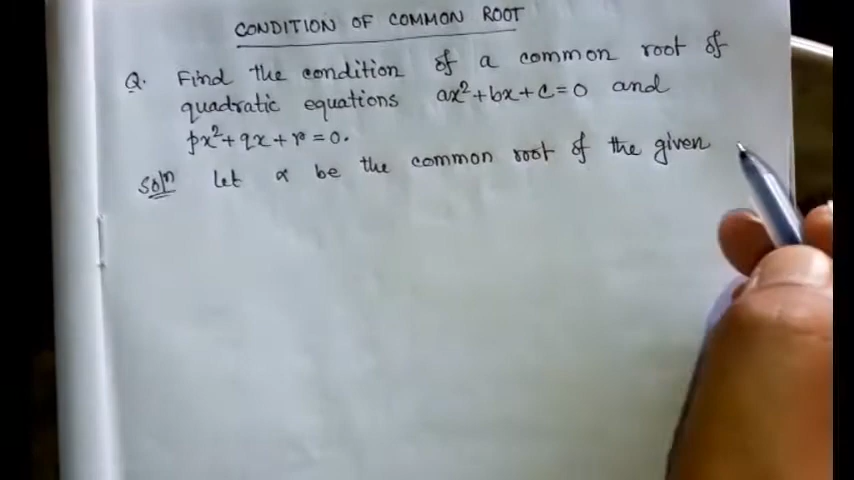 CONDITION OF COMMON ROOT
Q. Find the condition of a common root of
quadratic equations ax²+bx+c=0 and
px²+qx+r=0.
Solⁿ Let α be the common root of the given